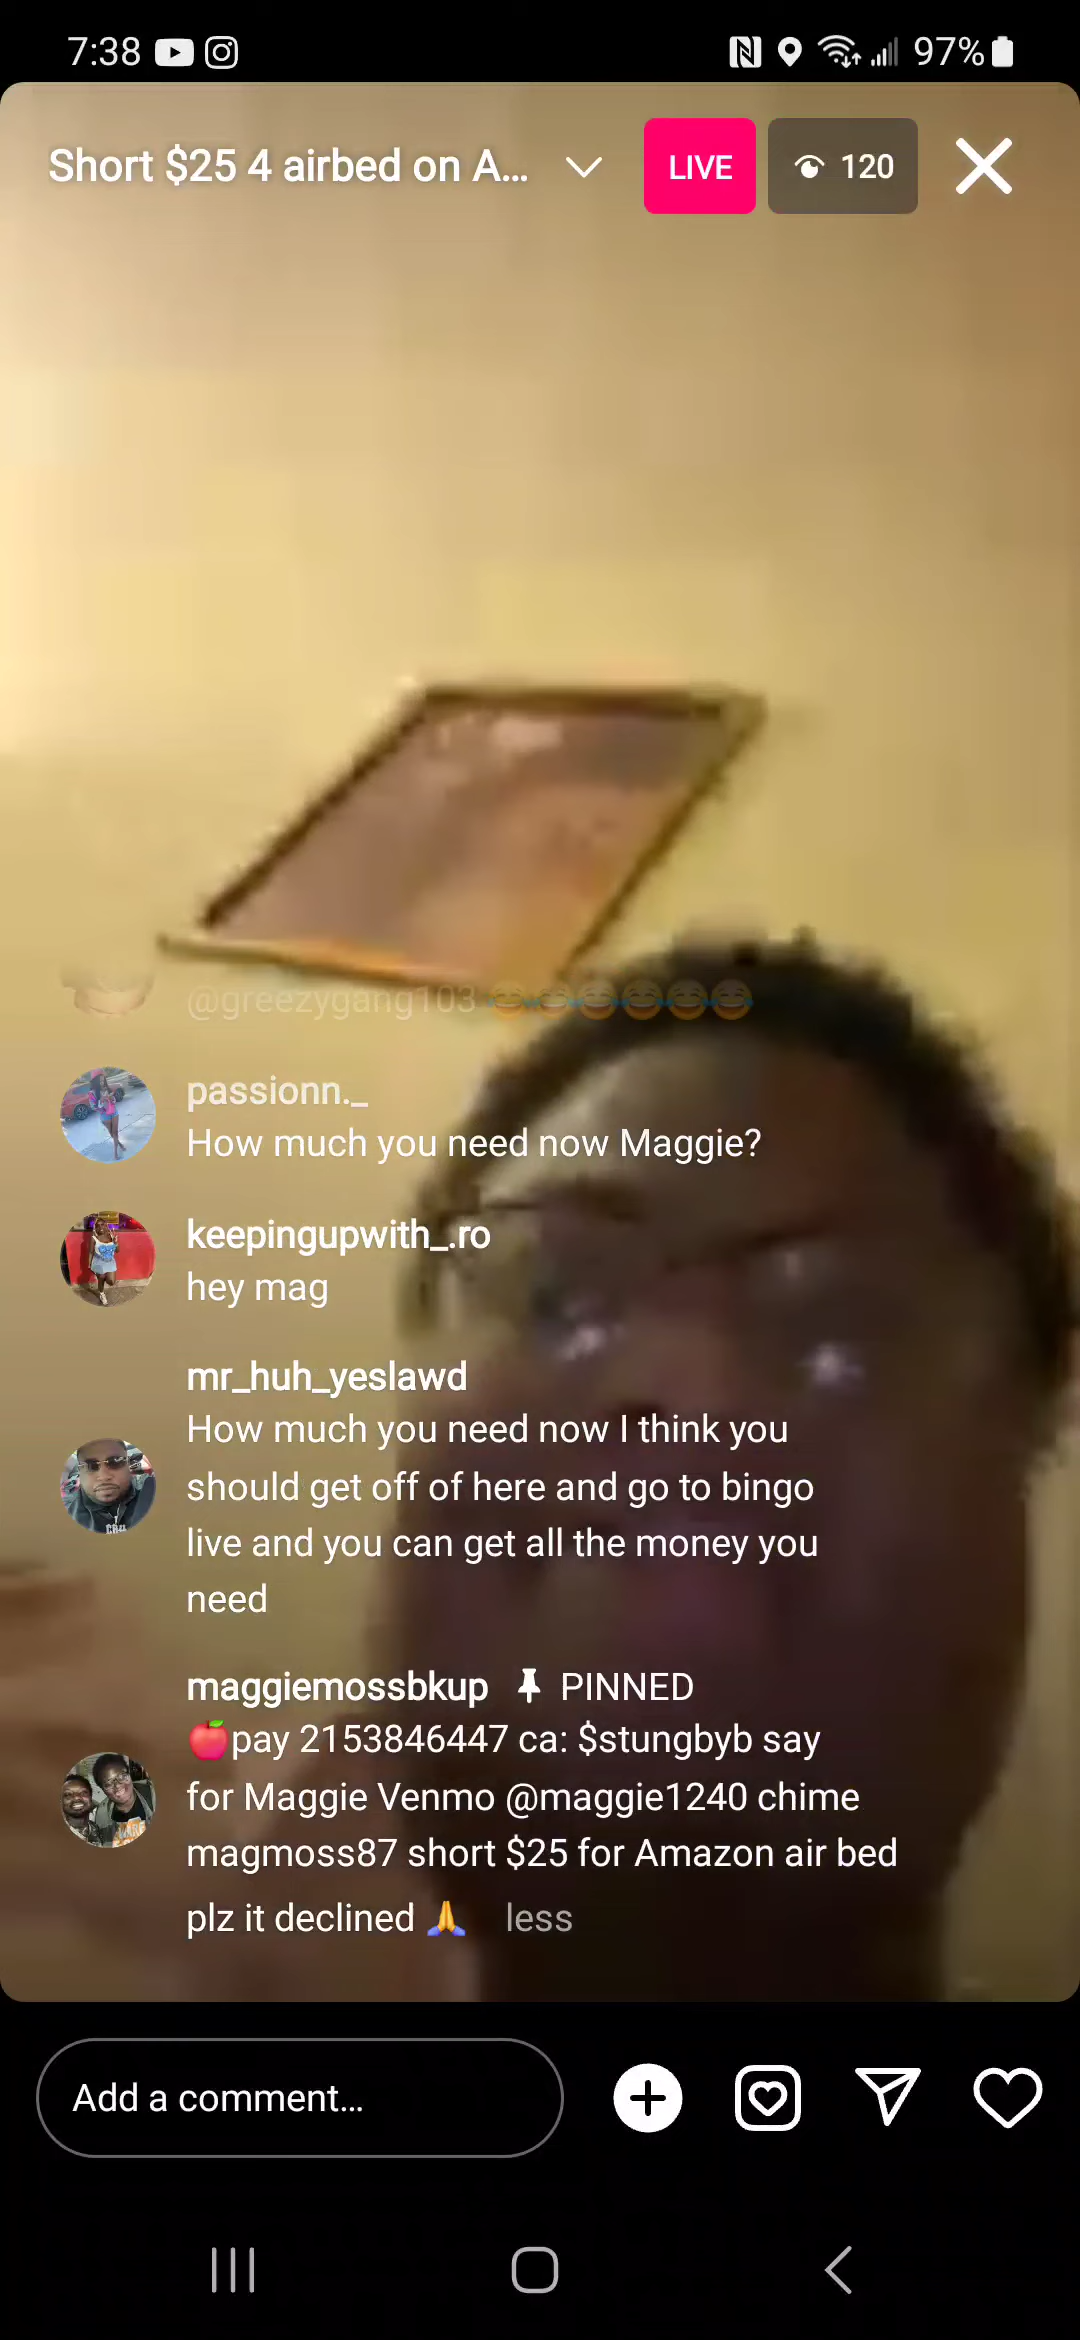 7:38 97%
Short $25 4 airbed on A... LIVE 120
@greezygang103 😂😂😂😂😂😂
passionn._
How much you need now Maggie?
keepingupwith_.ro
hey mag
mr_huh_yeslawd
How much you need now I think you
should get off of here and go to bingo
live and you can get all the money you
need
maggiemossbkup PINNED
🍎pay 2153846447 ca: $stungbyb say
for Maggie Venmo @maggie1240 chime
magmoss87 short $25 for Amazon air bed
plz it declined 🙏 less
Add a comment...